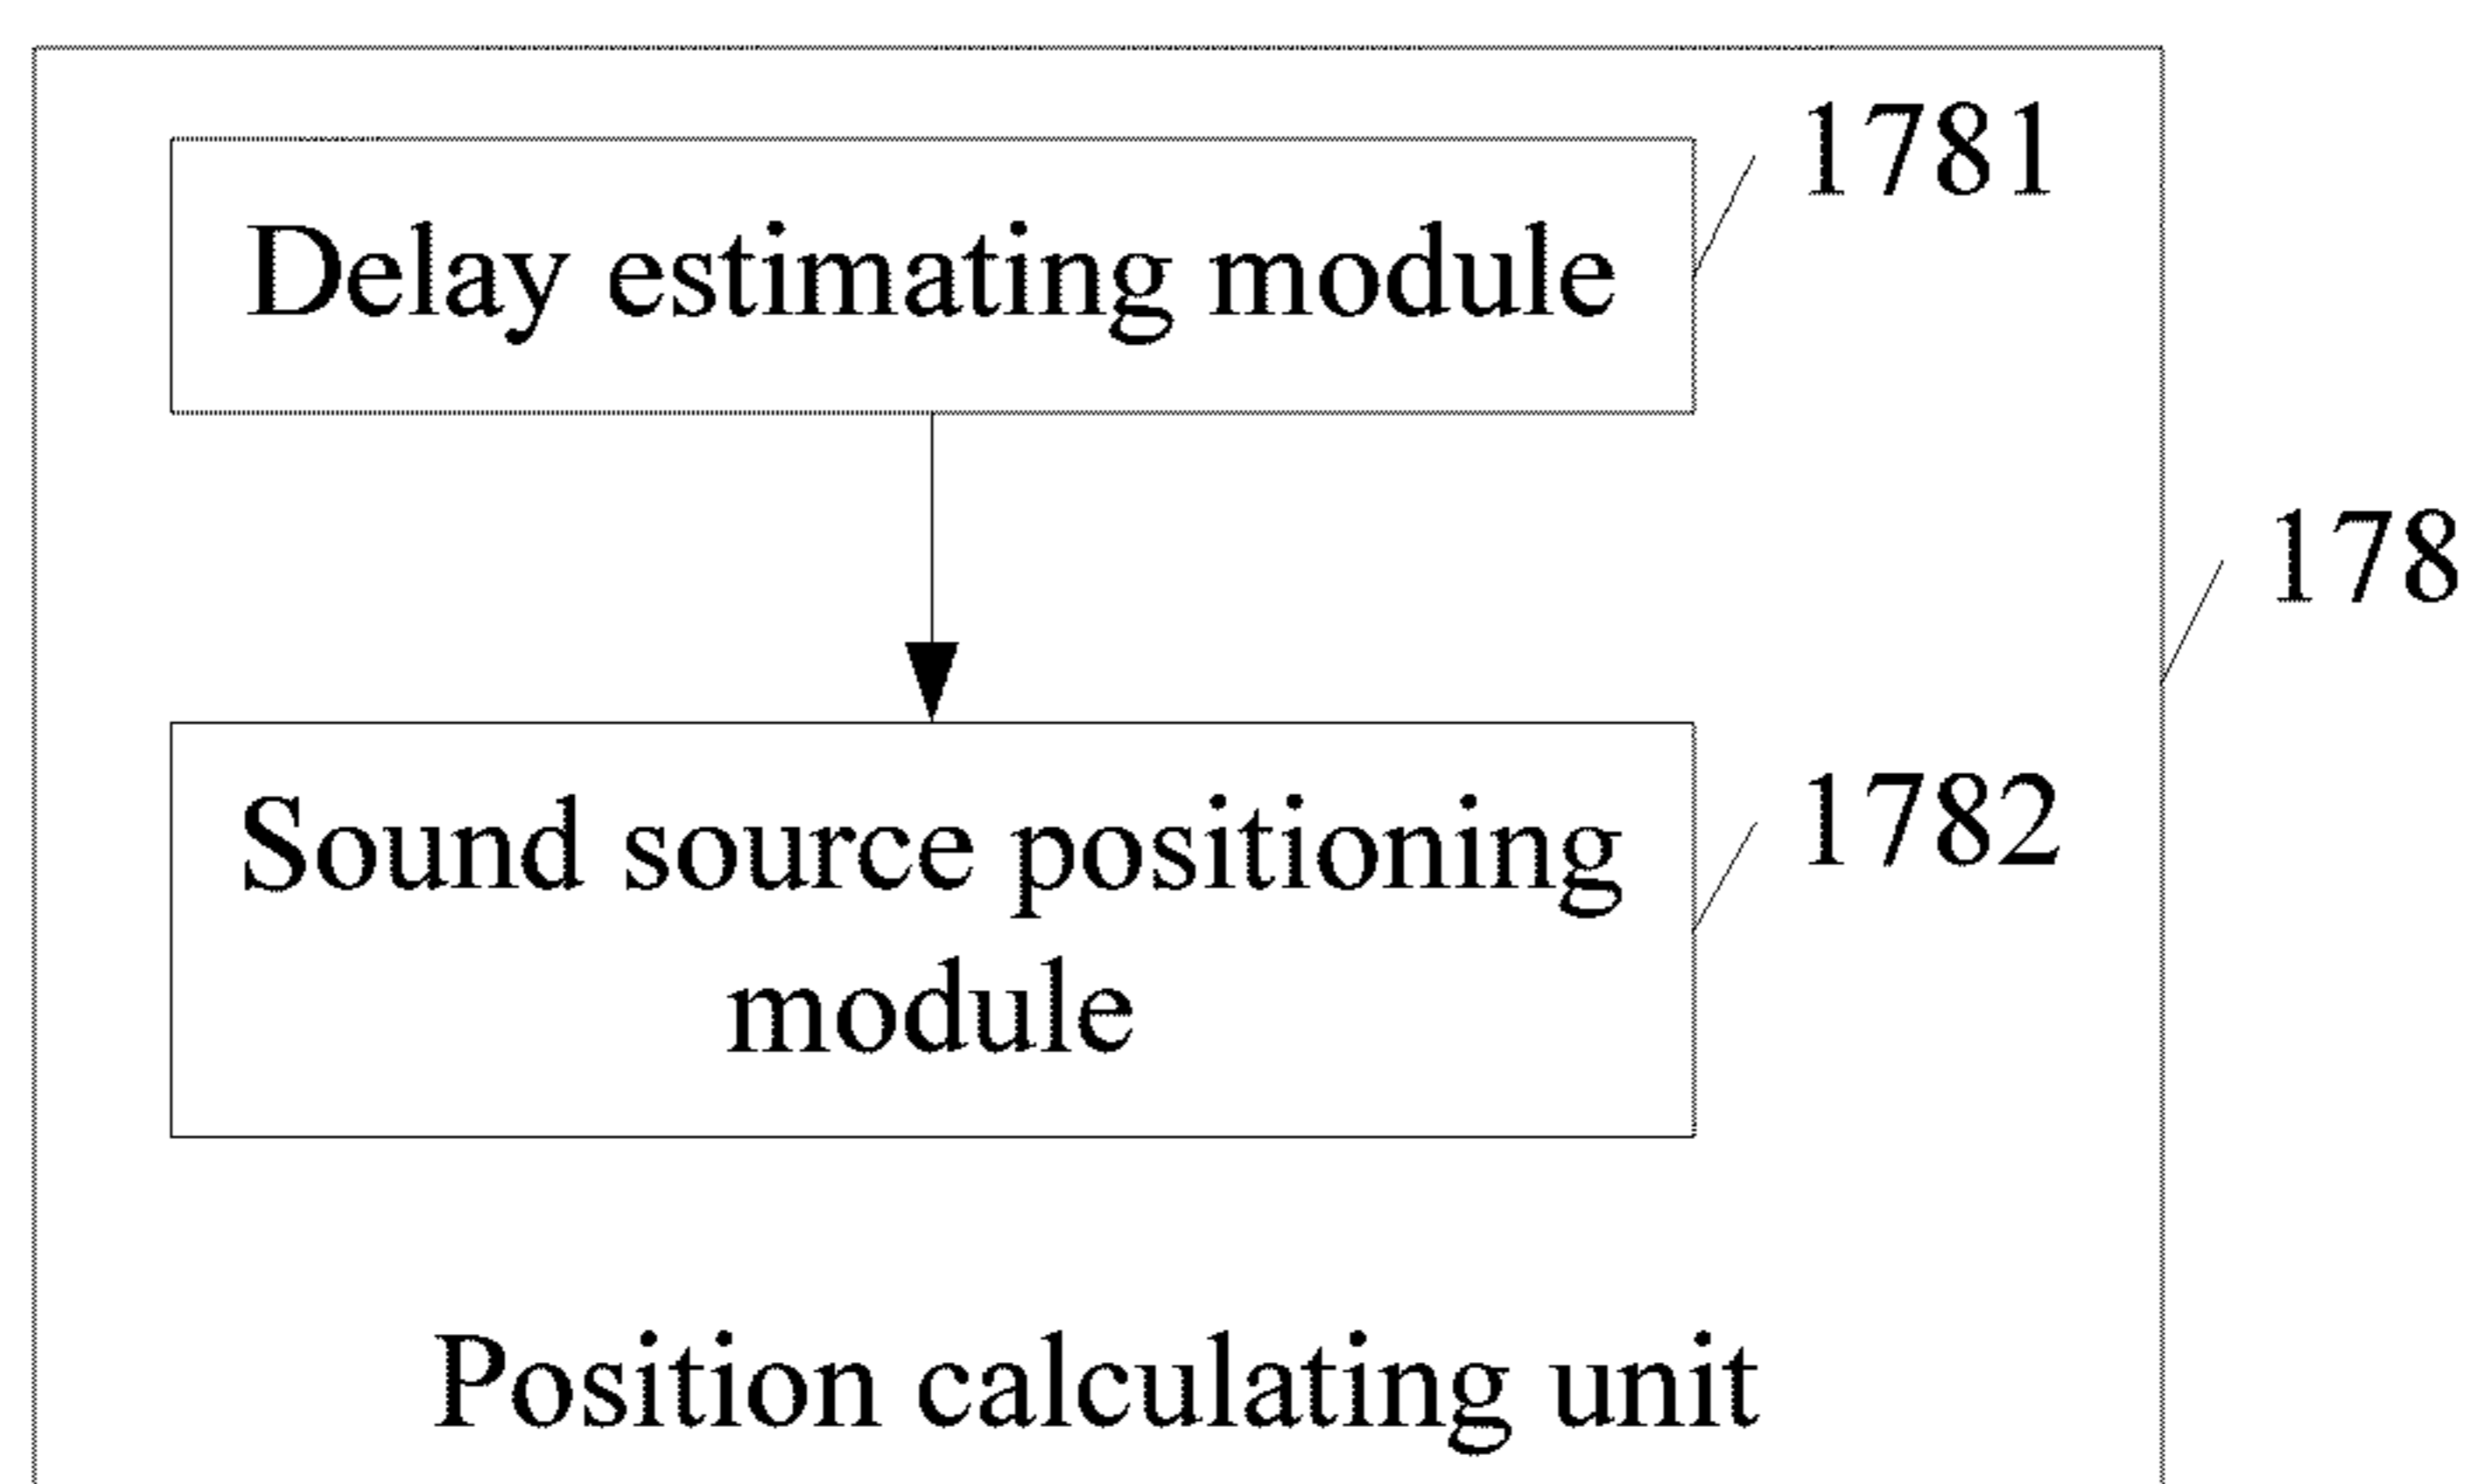 1781
Delay estimating module
178
1782
Sound source positioning
module
Position calculating unit